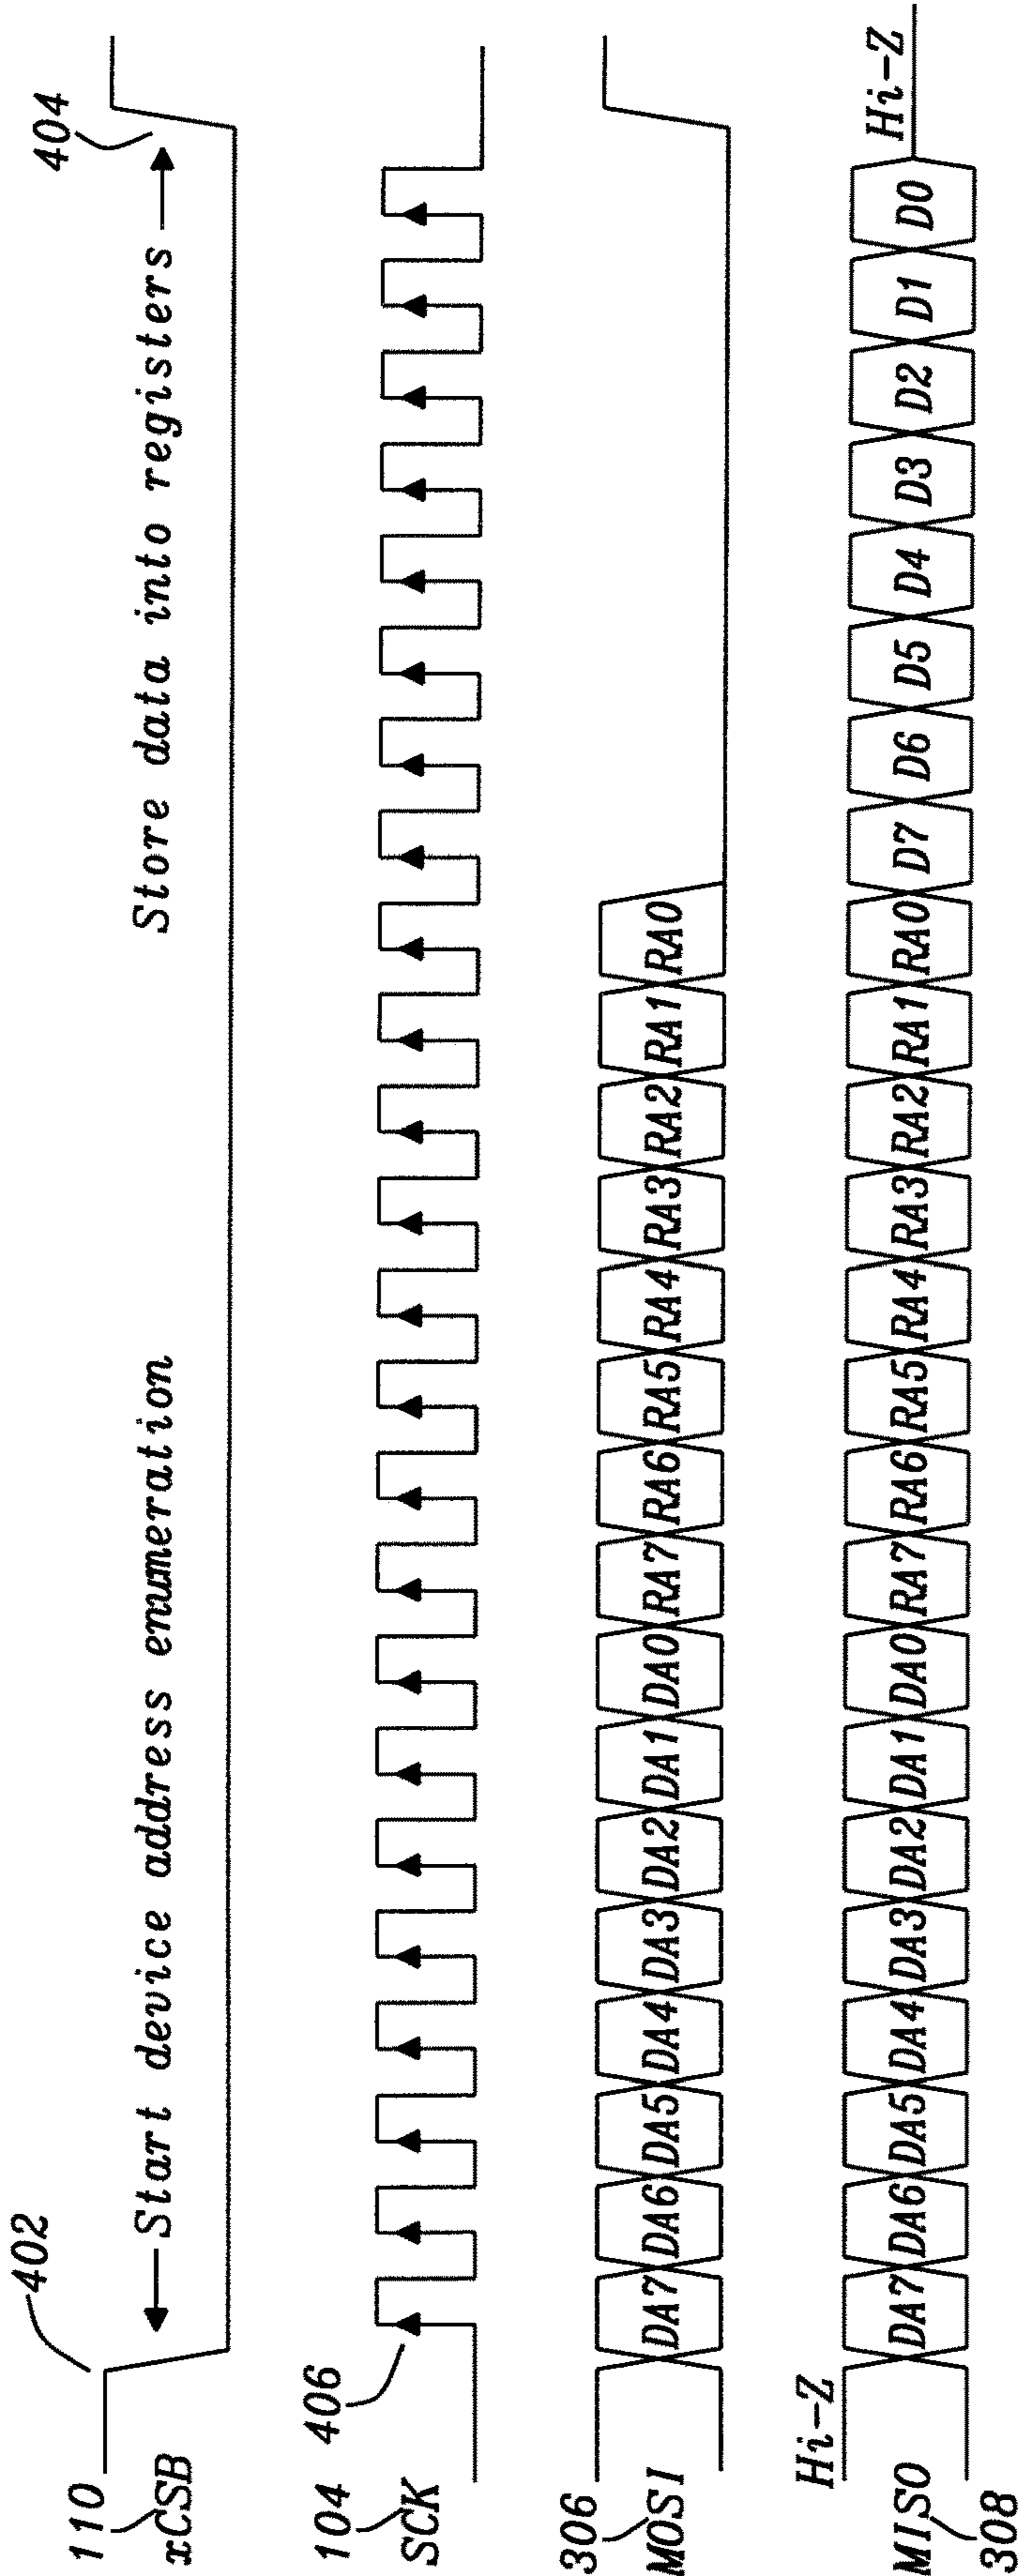 402
404
110
xCSB
Start device address enumeration
Store data into registers
104
406
SCK
306
MOSI
DA7 DA6 DA5 DA4 DA3 DA2 DA1 DA0 RA7 RA6 RA5 RA4 RA3 RA2 RA1 RA0
Hi-Z
Hi-Z
MISO
DA7 DA6 DA5 DA4 DA3 DA2 DA1 DA0 RA7 RA6 RA5 RA4 RA3 RA2 RA1 RA0 D7 D6 D5 D4 D3 D2 D1 D0
308